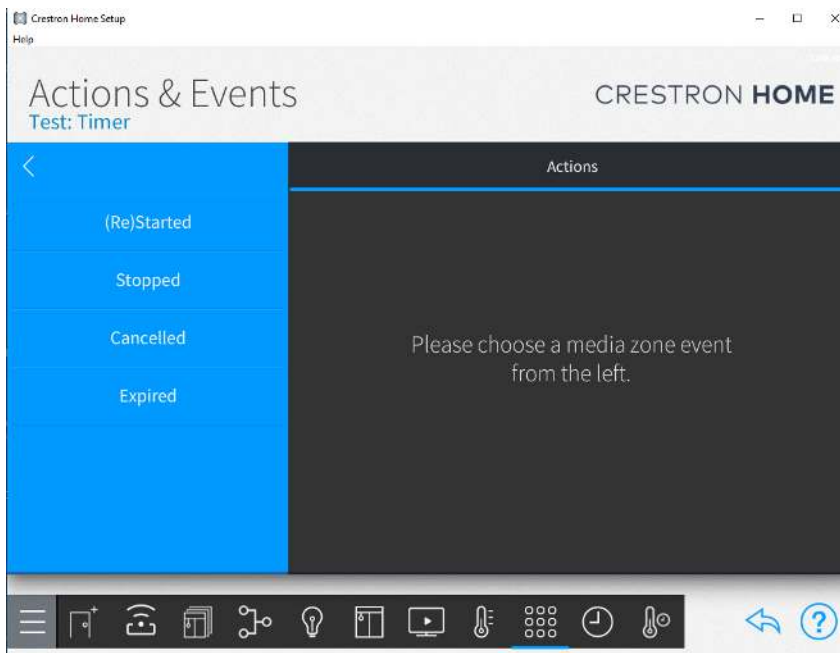 Crestron Home Setup
Help
Actions & Events
CRESTRON HOME
Test: Timer
Actions
(Re)Started
Stopped
Cancelled
Expired
Please choose a media zone event
from the left.
?